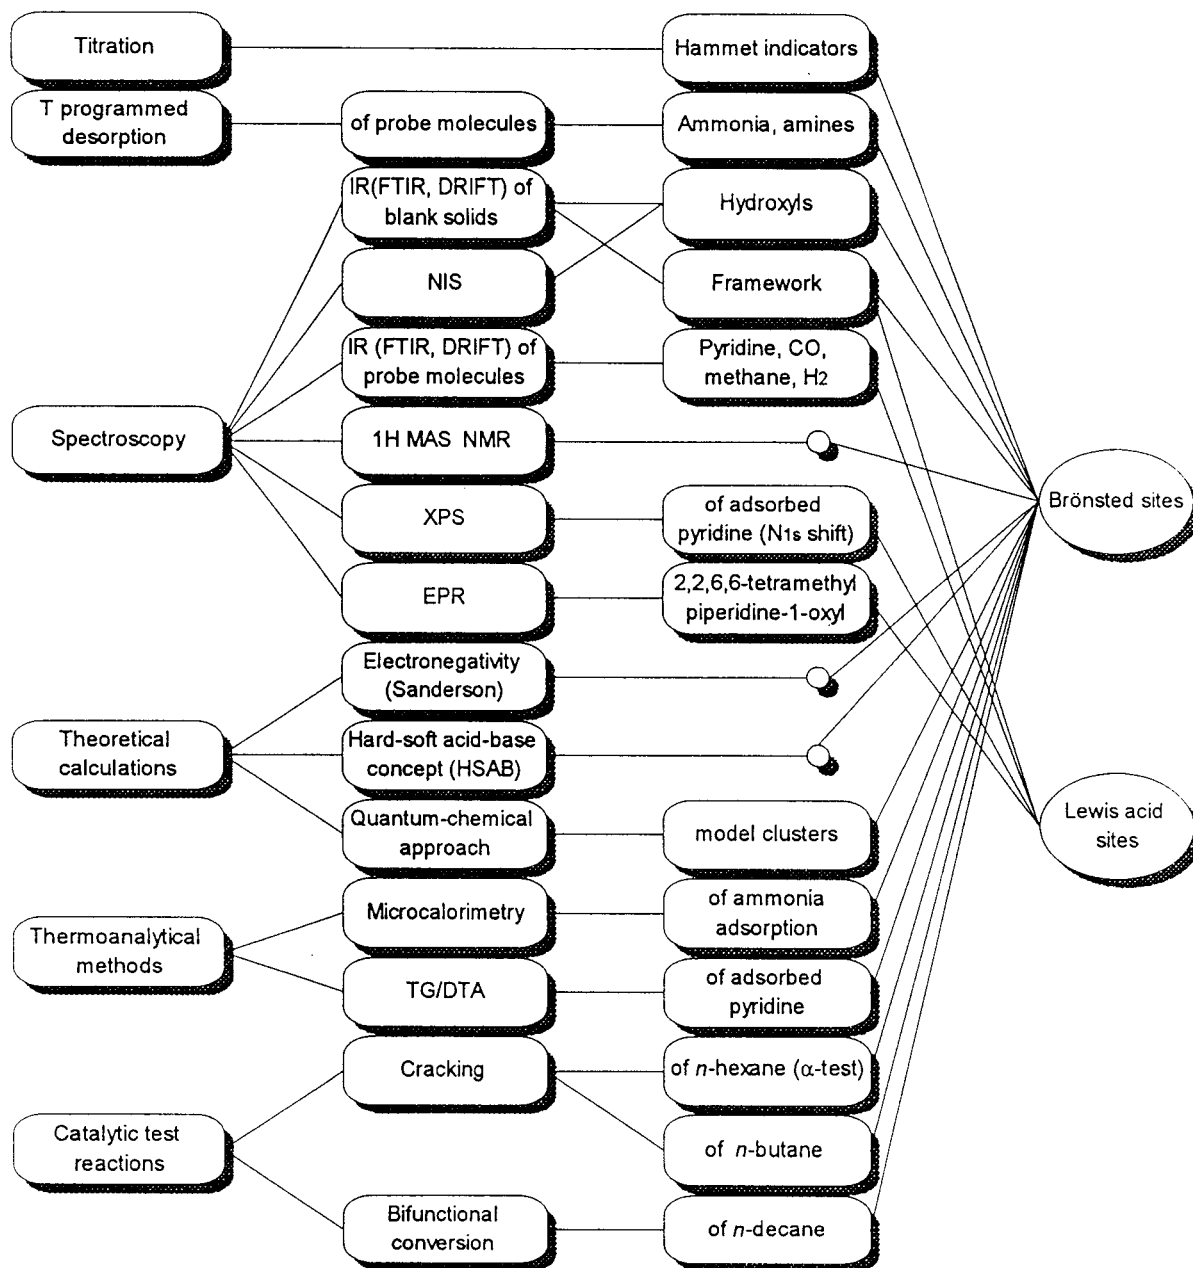 Titration
Hammet indicators
T programmed
desorption
of probe molecules
Ammonia, amines
IR(FTIR, DRIFT) of
blank solids
Hydroxyls
NIS
Framework
IR (FTIR, DRIFT) of
probe molecules
Pyridine, CO,
methane, H2
Spectroscopy
1H MAS NMR
XPS
of adsorbed
pyridine (N1s shift)
Brönsted sites
EPR
2,2,6,6-tetramethyl
piperidine-1-oxyl
Electronegativity
(Sanderson)
Theoretical
calculations
Hard-soft acid-base
concept (HSAB)
Quantum-chemical
approach
model clusters
Lewis acid
sites
Thermoanalytical
methods
Microcalorimetry
of ammonia
adsorption
TG/DTA
of adsorbed
pyridine
Cracking
of n-hexane (α-test)
Catalytic test
reactions
of n-butane
Bifunctional
conversion
of n-decane